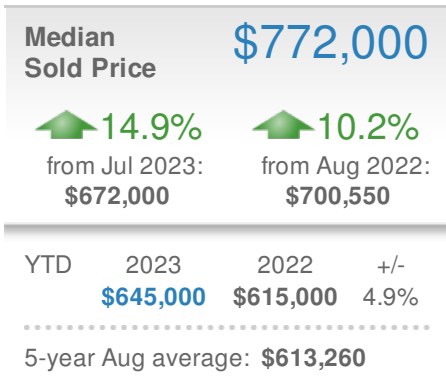 Median
Sold Price
$772,000
14.9%
from Jul 2023:
$672,000
10.2%
from Aug 2022:
$700,550
YTD 2023 2022 +/-
$645,000 $615,000 4.9%
5-year Aug average: $613,260